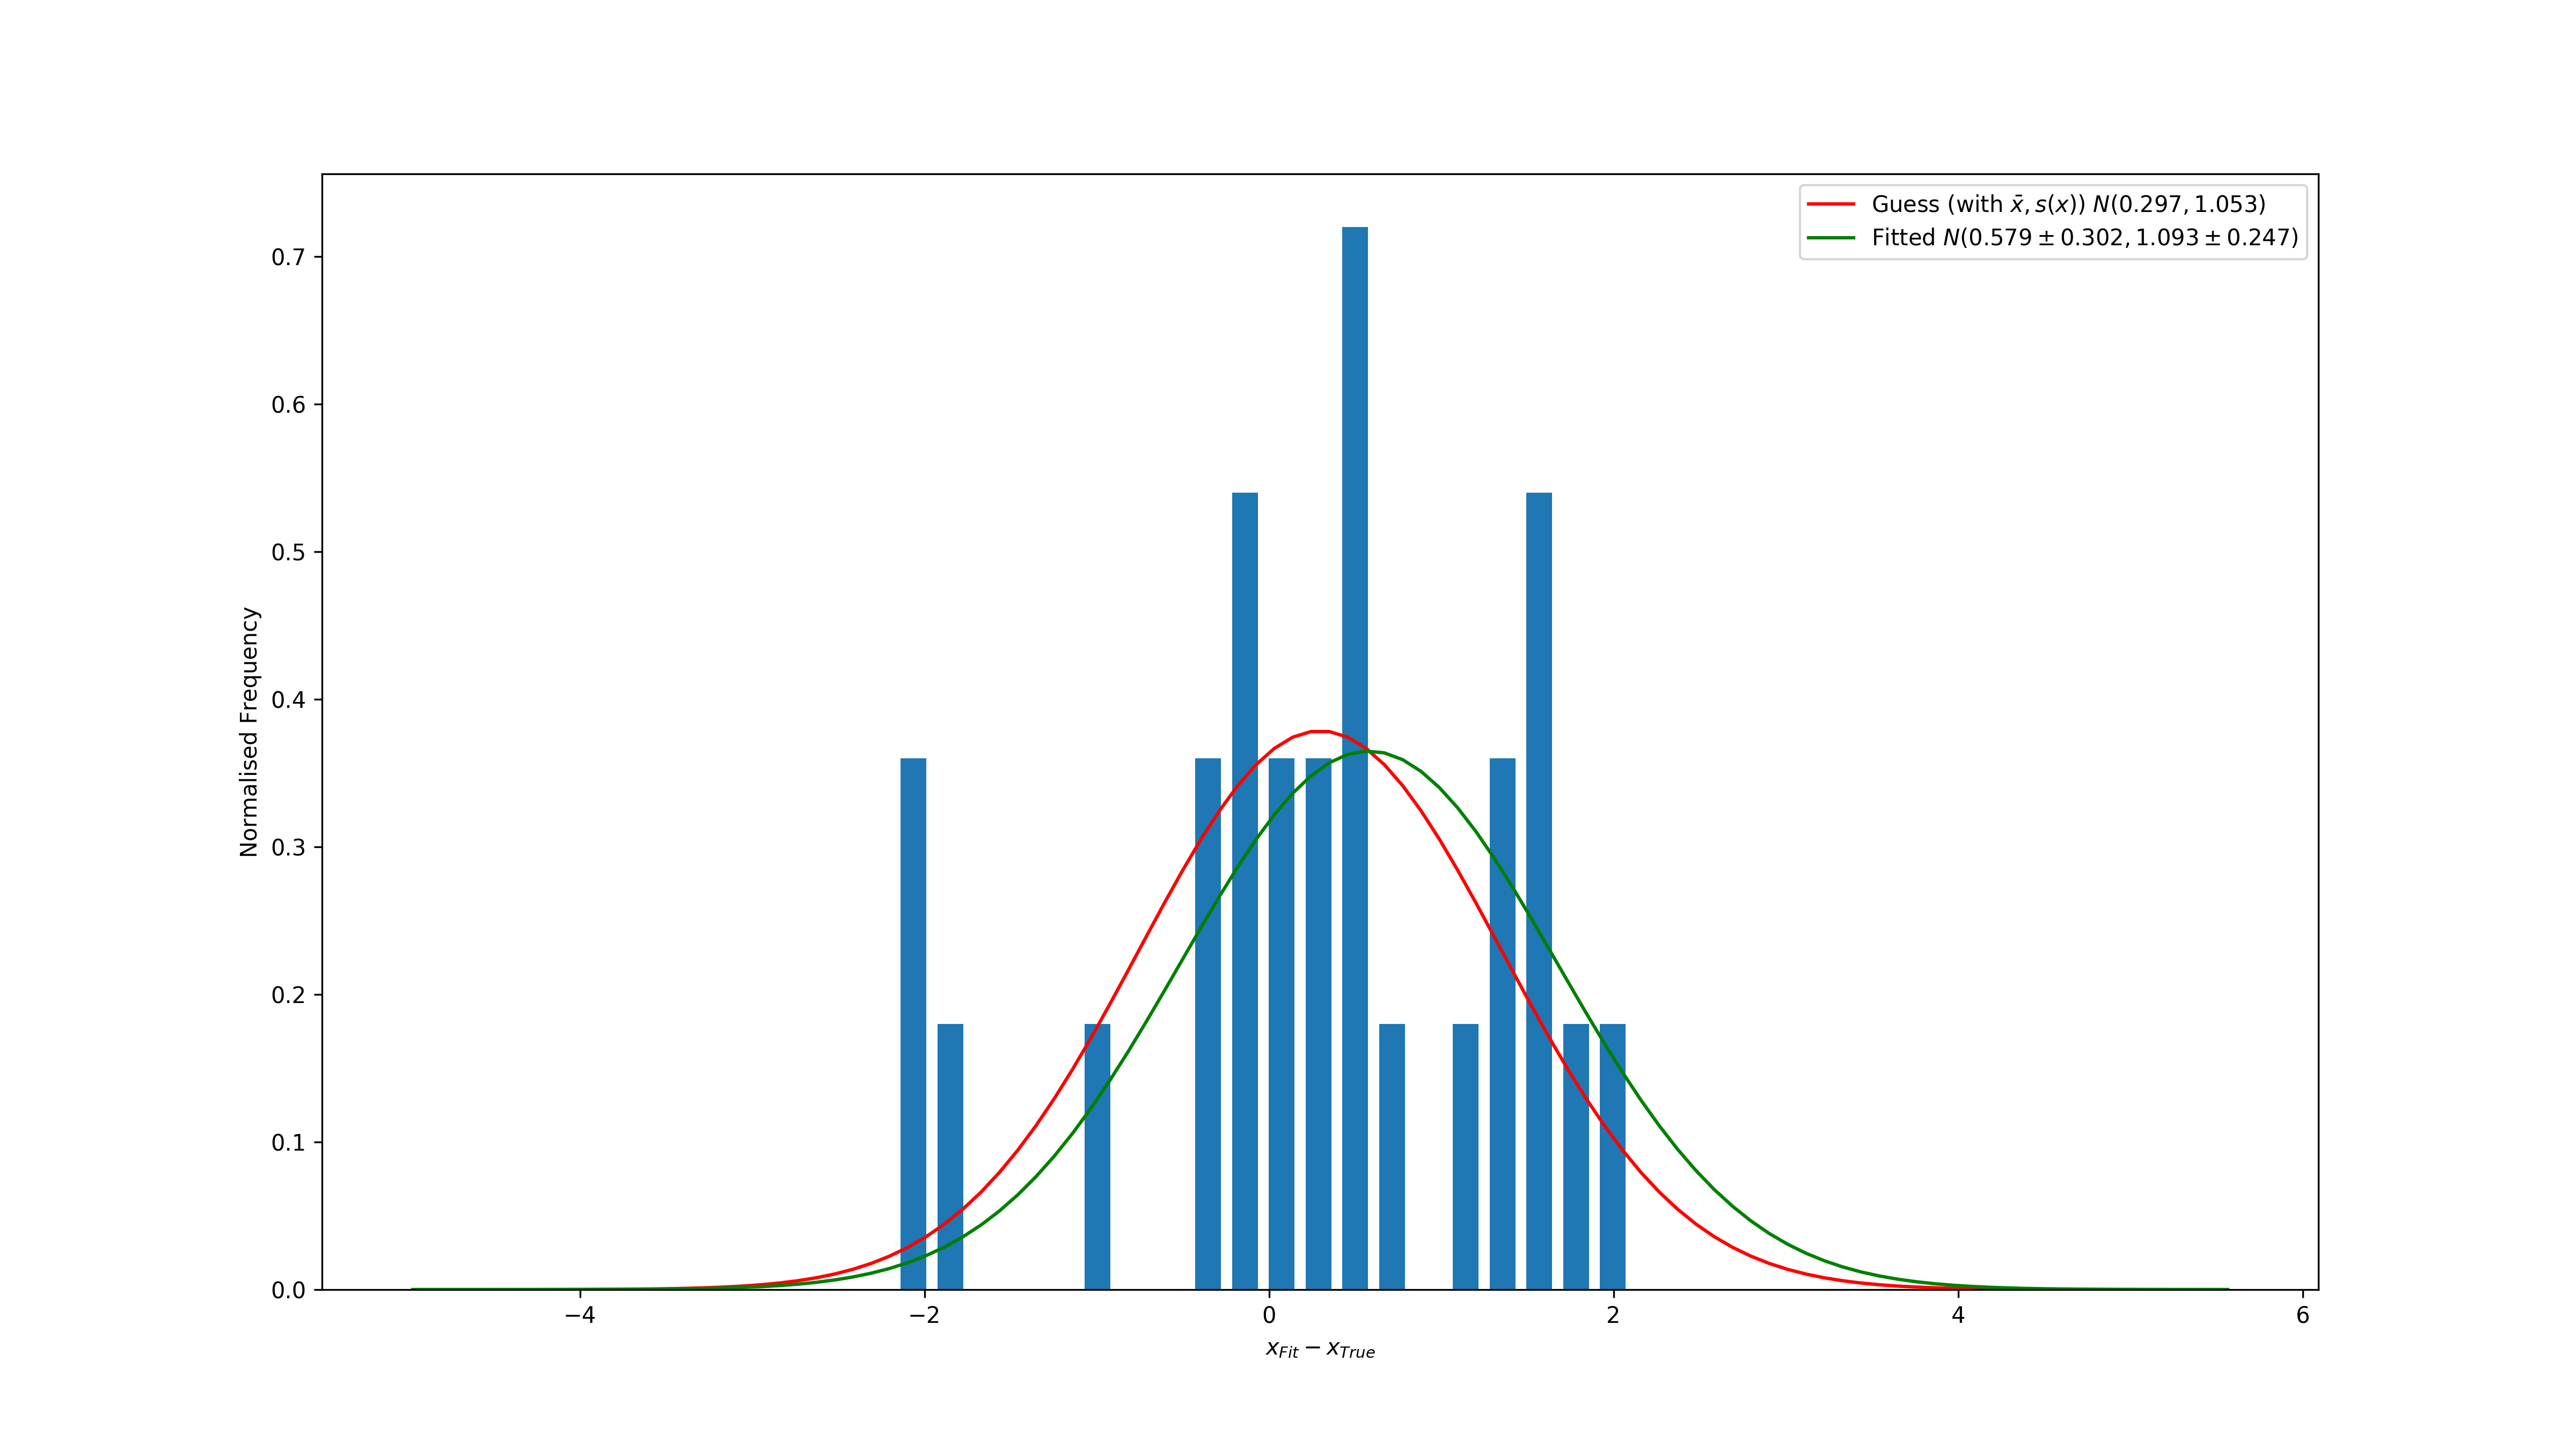 Guess (with x̄, s(x)) N(0.297, 1.053)
Fitted N(0.579 ± 0.302, 1.093 ± 0.247)
0.7
0.6
0.5
0.4
0.3
0.2
0.1
0.0
Normalised Frequency
−4 −2 0 2 4 6
x_Fit − x_True